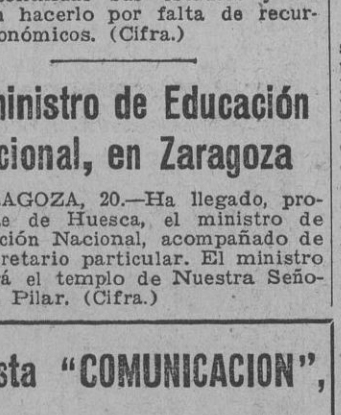 hacerlo por falta de recur-
onómicos. (Cifra.)
ministro de Educación
cional, en Zaragoza
AGOZA, 20.—Ha llegado, pro-
e de Huesca, el ministro de
ción Nacional, acompañado de
retario particular. El ministro
rá el templo de Nuestra Seño-
Pilar. (Cifra.)
sta "COMUNICACION",